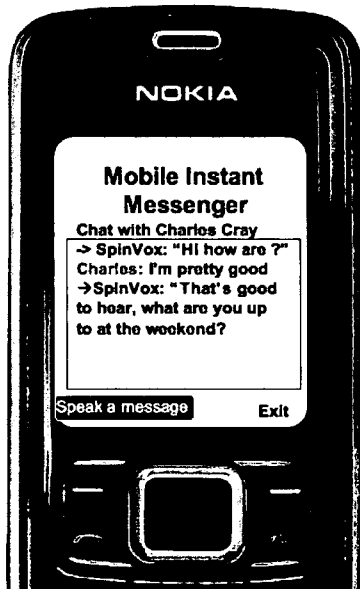 NOKIA
Mobile Instant
Messenger
Chat with Charles Cray
-> SpinVox: "Hi how are ?"
Charles: I'm pretty good
→SpinVox: "That's good
to hear, what are you up
to at the weekend?
Speak a message
Exit